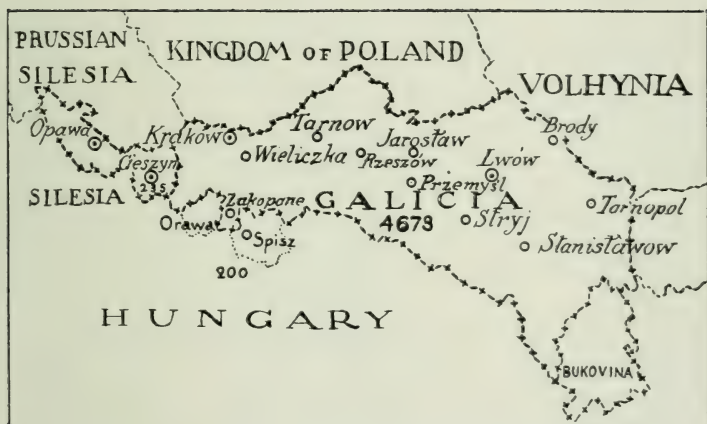 PRUSSIAN
SILESIA
KINGDOM OF POLAND
VOLHYNIA
Opawa
Kraków
Tarnow
Jarosław
Brody
Cieszyn
235
Wieliczka
Rzeszów
Lwów
Przemyśl
SILESIA
Zakopane
GALICIA
4673
Tarnopol
Orawa
Spisz
Stryj
Stanisławow
200
HUNGARY
BUKOVINA